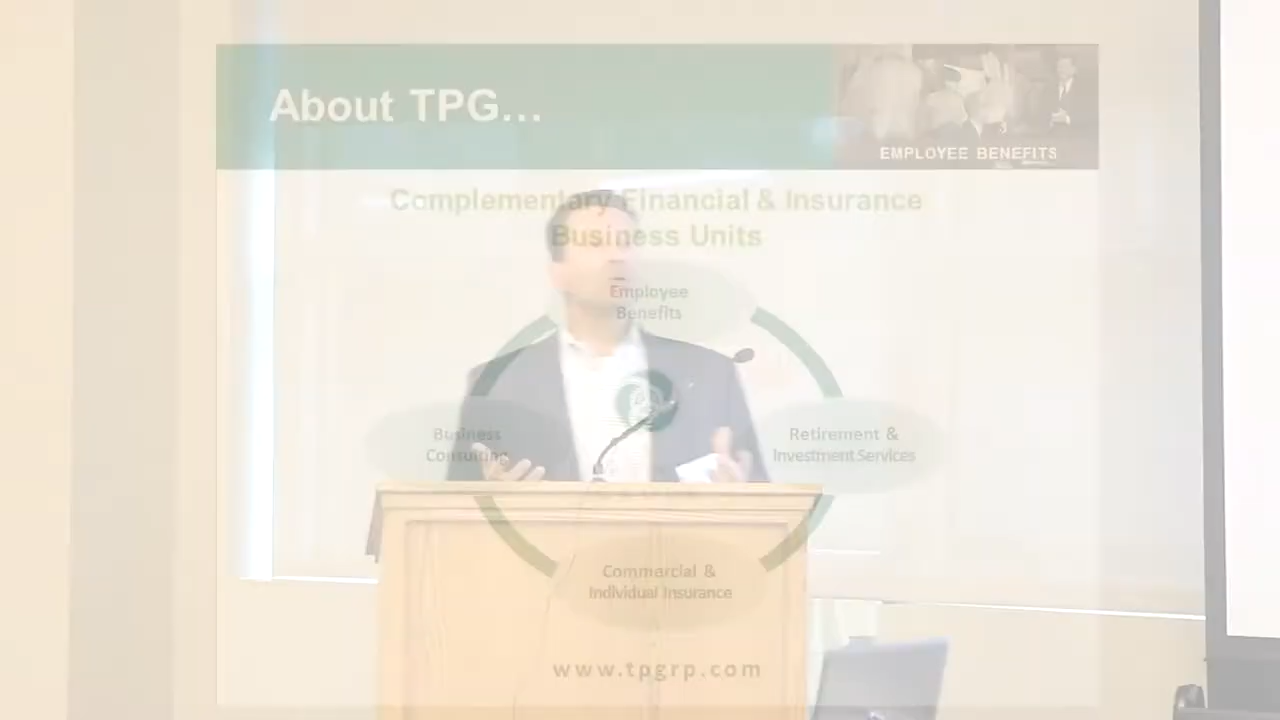 About TPG...
EMPLOYEE BENEFITS
Complementary Financial & Insurance
Business Units
Employee
Benefits
Business
Consulting
Retirement &
Investment Services
Commercial &
Individual Insurance
www.tpgrp.com